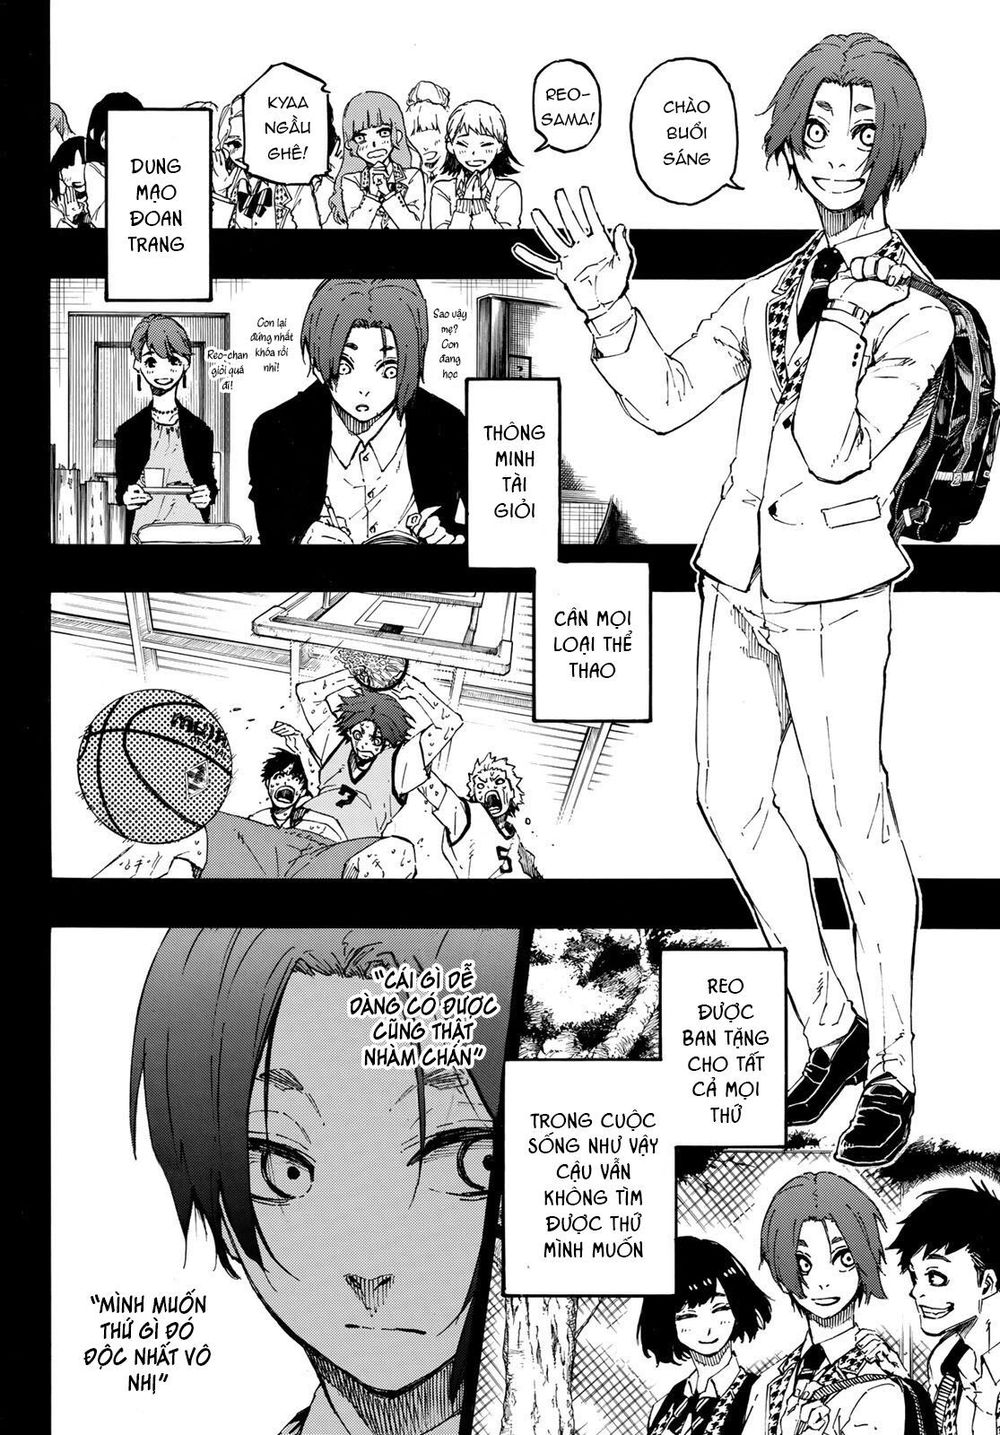 CHÀO
BUỔI
SÁNG
REO-
SAMA!
KYAA
NGẦU
GHÊ!
DUNG
MẠO
ĐOAN
TRANG
Sao vậy
mẹ?
Con
đang
học
Con lại
đứng nhất
khóa rồi
nhỉ!
Reo-chan
giỏi quá
đi!
THÔNG
MINH
TÀI
GIỎI
CÂN MỌI
LOẠI THỂ
THAO
7
5
REO
ĐƯỢC
BAN TẶNG
CHO TẤT
CẢ MỌI
THỨ
TRONG CUỘC
SỐNG NHƯ VẬY
CẬU VẪN
KHÔNG TÌM
ĐƯỢC THỨ
MÌNH MUỐN
"CÁI GÌ DỄ
DÀNG CÓ ĐƯỢC
CŨNG THẬT
NHÀM CHÁN"
"MÌNH MUỐN
THỨ GÌ ĐÓ
ĐỘC NHẤT VÔ
NHỊ"